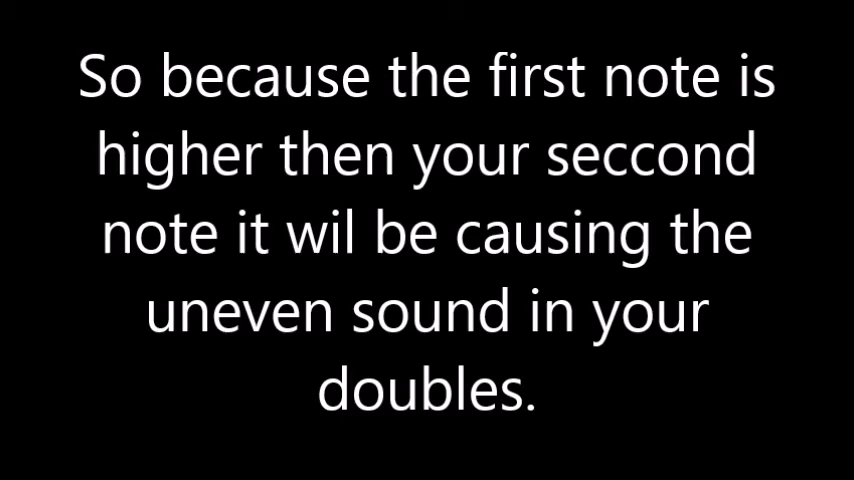 So because the first note is
higher then your seccond
note it wil be causing the
uneven sound in your
doubles.